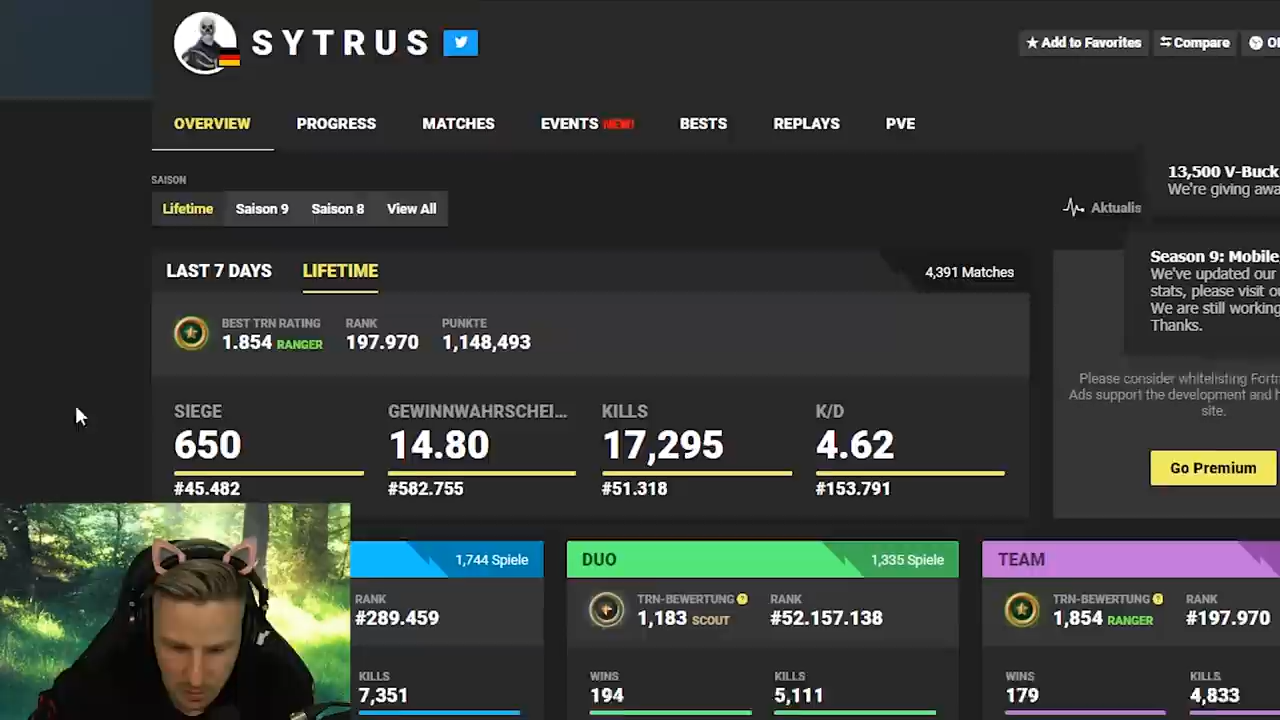 SYTRUS
★ Add to Favorites
Compare
OVERVIEW
PROGRESS
MATCHES
EVENTS NEW!
BESTS
REPLAYS
PVE
SAISON
Lifetime
Saison 9
Saison 8
View All
Aktualis
13,500 V-Buck
We're giving awa
Season 9: Mobile
We've updated our
stats, please visit ou
We are still working
Thanks.
LAST 7 DAYS
LIFETIME
4,391 Matches
BEST TRN RATING
1.854 RANGER
RANK
197.970
PUNKTE
1,148,493
SIEGE
650
#45.482
GEWINNWAHRSCHEI...
14.80
#582.755
KILLS
17,295
#51.318
K/D
4.62
#153.791
Please consider whitelisting Fortn
Ads support the development and h
site.
Go Premium
1,744 Spiele
RANK
#289.459
KILLS
7,351
DUO
1,335 Spiele
TRN-BEWERTUNG ?
1,183 SCOUT
RANK
#52.157.138
WINS
194
KILLS
5,111
TEAM
TRN-BEWERTUNG ?
1,854 RANGER
RANK
#197.970
WINS
179
KILLS
4,833